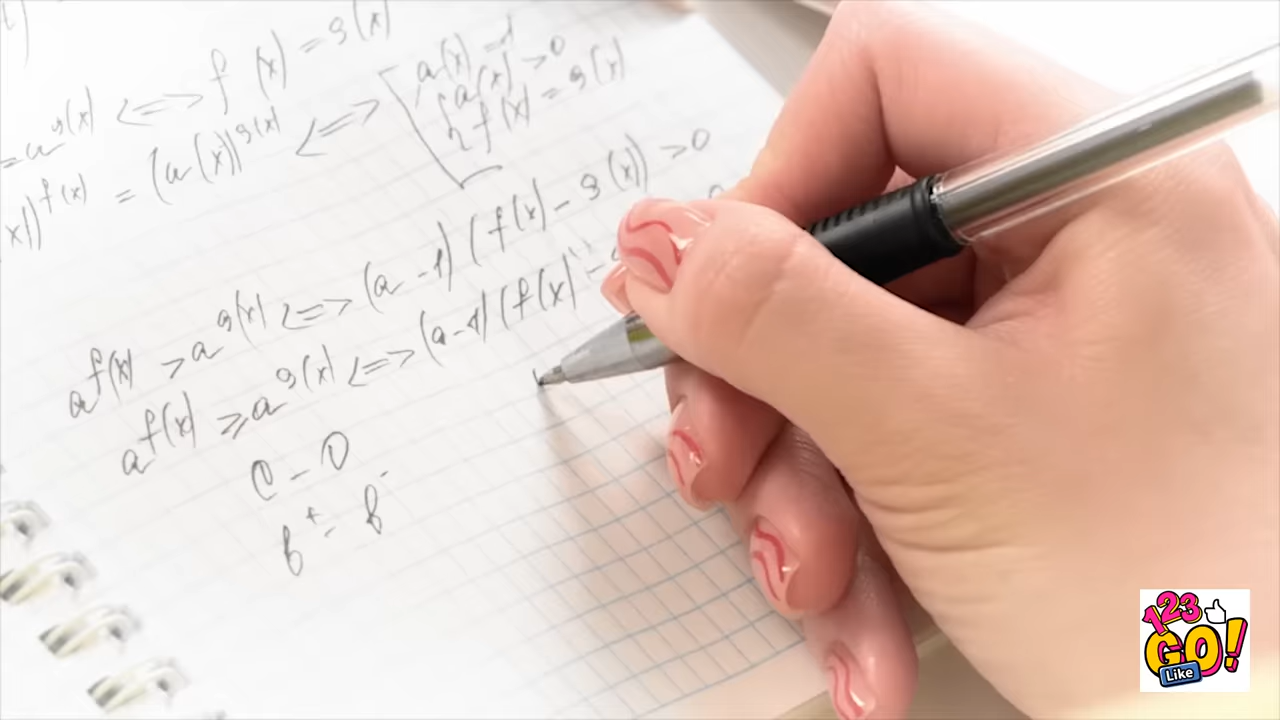 = a^g(x) <=> f(x) = g(x)
x))^f(x) = (a(x))^g(x) <=> [ a(x) = 1
{ a(x) > 0
f(x) = g(x)
a^f(x) > a^g(x) <=> (a - 1) (f(x) - g(x)) > 0
a^f(x) ⩾ a^g(x) <=> (a - 1) (f(x) -
C - D
b⁺ - b⁻
123
GO!
Like